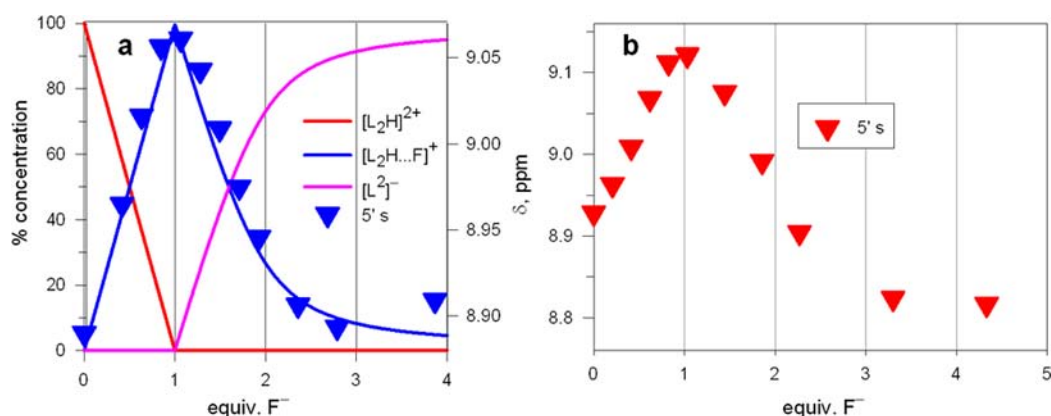 a
% concentration
100
80
60
40
20
0
0
1
2
3
4
equiv. F⁻
9.05
9.00
8.95
8.90
[L₂H]²⁺
[L₂H...F]⁺
[L²]⁻
5' s
b
δ, ppm
9.1
9.0
8.9
8.8
5' s
0
1
2
3
4
5
equiv. F⁻